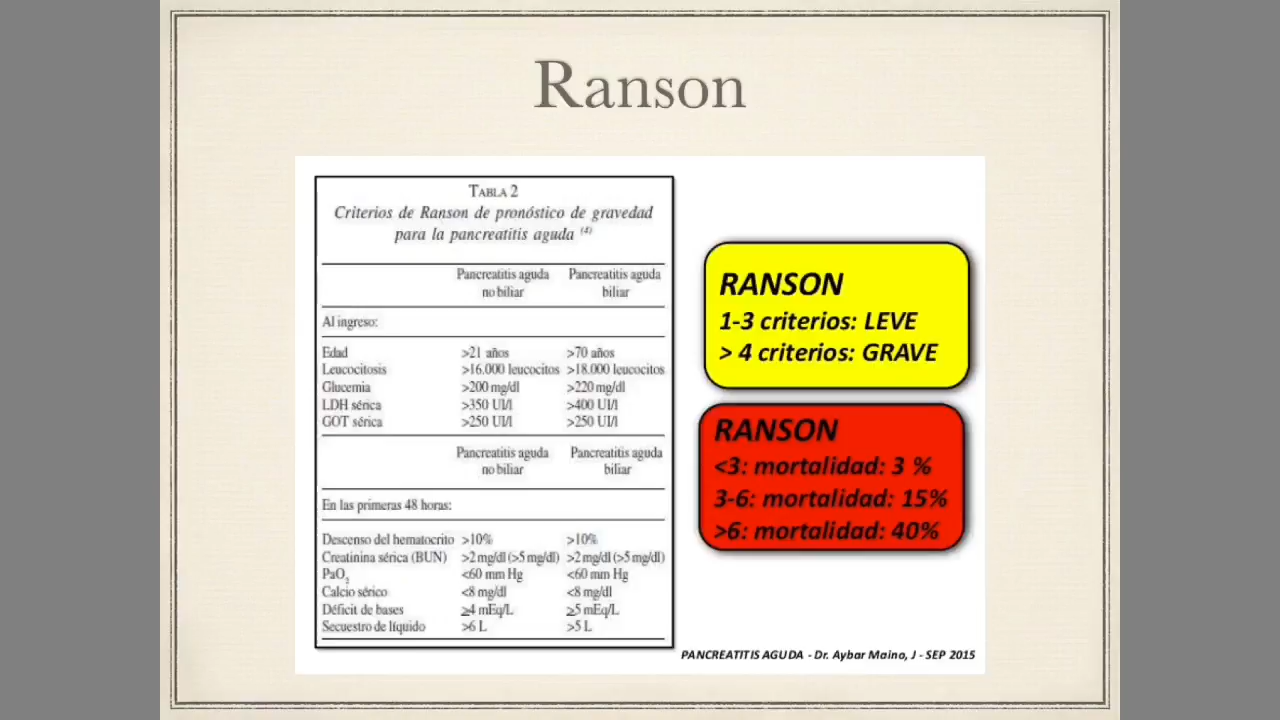 Ranson
TABLA 2
Criterios de Ranson de pronóstico de gravedad
para la pancreatitis aguda (4)
Pancreatitis aguda no biliar Pancreatitis aguda biliar
Al ingreso:
Edad >21 años >70 años
Leucocitosis >16.000 leucocitos >18.000 leucocitos
Glucemia >200 mg/dl >220 mg/dl
LDH sérica >350 UI/l >400 UI/l
GOT sérica >250 UI/l >250 UI/l
Pancreatitis aguda no biliar Pancreatitis aguda biliar
En las primeras 48 horas:
Descenso del hematocrito >10% >10%
Creatinina sérica (BUN) >2 mg/dl (>5 mg/dl) >2 mg/dl (>5 mg/dl)
PaO2 <60 mm Hg <60 mm Hg
Calcio sérico <8 mg/dl <8 mg/dl
Déficit de bases ≥4 mEq/L ≥5 mEq/L
Secuestro de líquido >6 L >5 L
RANSON
1-3 criterios: LEVE
> 4 criterios: GRAVE
RANSON
<3: mortalidad: 3 %
3-6: mortalidad: 15%
>6: mortalidad: 40%
PANCREATITIS AGUDA - Dr. Aybar Maino, J - SEP 2015